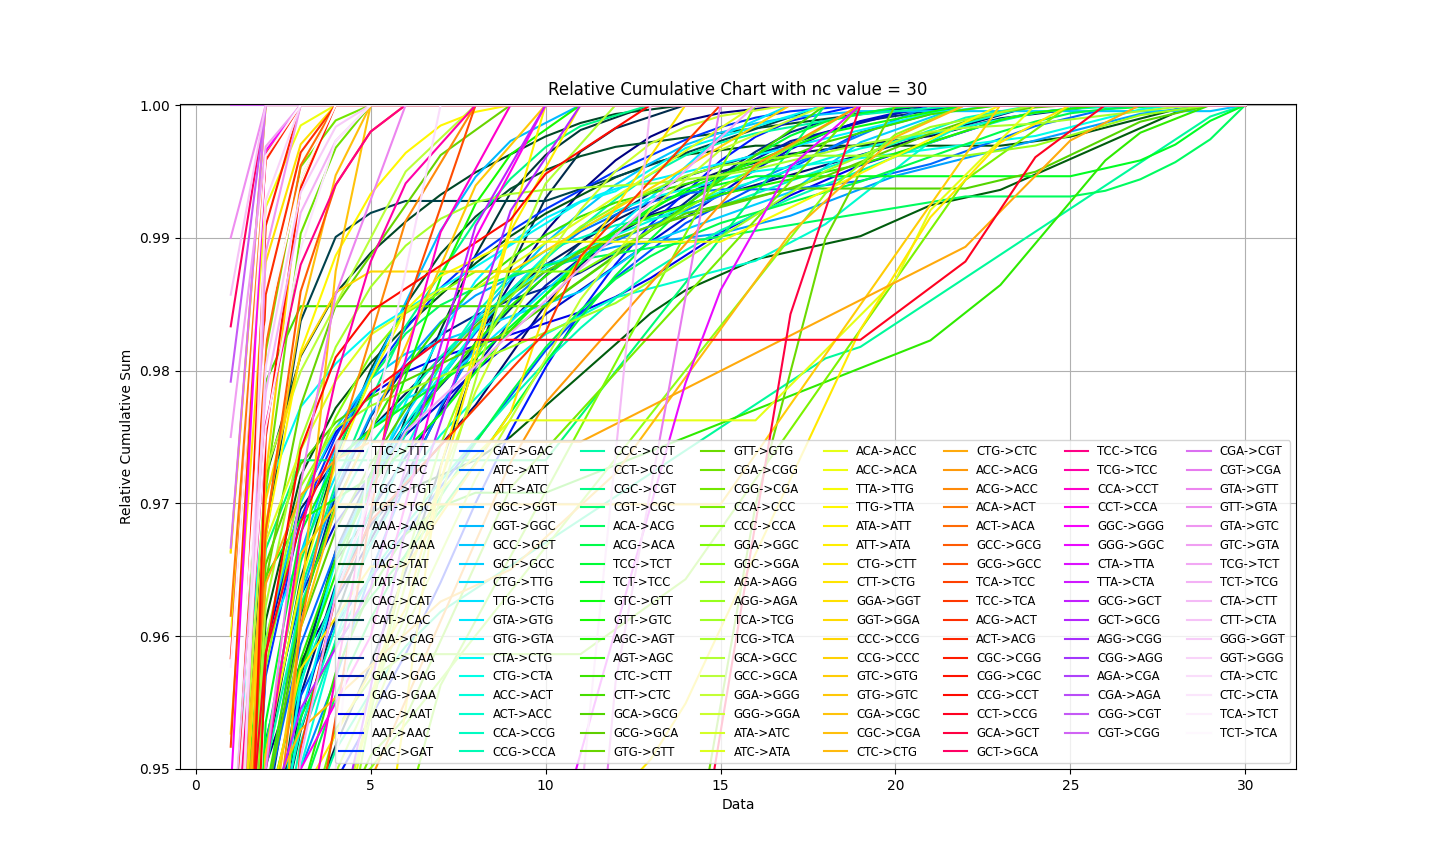 Relative Cumulative Chart with nc value = 30
Relative Cumulative Sum
1.00
0.99
0.98
0.97
0.96
0.95
TTC->TTT
TTT->TTC
TGC->TGT
TGT->TGC
AAA->AAG
AAG->AAA
TAC->TAT
TAT->TAC
CAC->CAT
CAT->CAC
CAA->CAG
CAG->CAA
GAA->GAG
GAG->GAA
AAC->AAT
AAT->AAC
GAC->GAT
GAT->GAC
ATC->ATT
ATT->ATC
GGC->GGT
GGT->GGC
GCC->GCT
GCT->GCC
CTG->TTG
TTG->CTG
GTA->GTG
GTG->GTA
CTA->CTG
CTG->CTA
ACC->ACT
ACT->ACC
CCA->CCG
CCG->CCA
CCC->CCT
CCT->CCC
CGC->CGT
CGT->CGC
ACA->ACG
ACG->ACA
TCC->TCT
TCT->TCC
GTC->GTT
GTT->GTC
AGC->AGT
AGT->AGC
CTC->CTT
CTT->CTC
GCA->GCG
GCG->GCA
GTG->GTT
GTT->GTG
CGA->CGG
CGG->CGA
CCA->CCC
CCC->CCA
GGA->GGC
GGC->GGA
AGA->AGG
AGG->AGA
TCA->TCG
TCG->TCA
GCA->GCC
GCC->GCA
GGA->GGG
GGG->GGA
ATA->ATC
ATC->ATA
ACA->ACC
ACC->ACA
TTA->TTG
TTG->TTA
ATA->ATT
ATT->ATA
CTG->CTT
CTT->CTG
GGA->GGT
GGT->GGA
CCC->CCG
CCG->CCC
GTC->GTG
GTG->GTC
CGA->CGC
CGC->CGA
CTC->CTG
CTG->CTC
ACC->ACG
ACG->ACC
ACA->ACT
ACT->ACA
GCC->GCG
GCG->GCC
TCA->TCC
TCC->TCA
ACG->ACT
ACT->ACG
CGC->CGG
CGG->CGC
CCG->CCT
CCT->CCG
GCA->GCT
GCT->GCA
TCC->TCG
TCG->TCC
CCA->CCT
CCT->CCA
GGC->GGG
GGG->GGC
CTA->TTA
TTA->CTA
GCG->GCT
GCT->GCG
AGG->CGG
CGG->AGG
AGA->CGA
CGA->AGA
CGG->CGT
CGT->CGG
CGA->CGT
CGT->CGA
GTA->GTT
GTT->GTA
GTA->GTC
GTC->GTA
TCG->TCT
TCT->TCG
CTA->CTT
CTT->CTA
GGG->GGT
GGT->GGG
CTA->CTC
CTC->CTA
TCA->TCT
TCT->TCA
0
5
10
15
20
25
30
Data